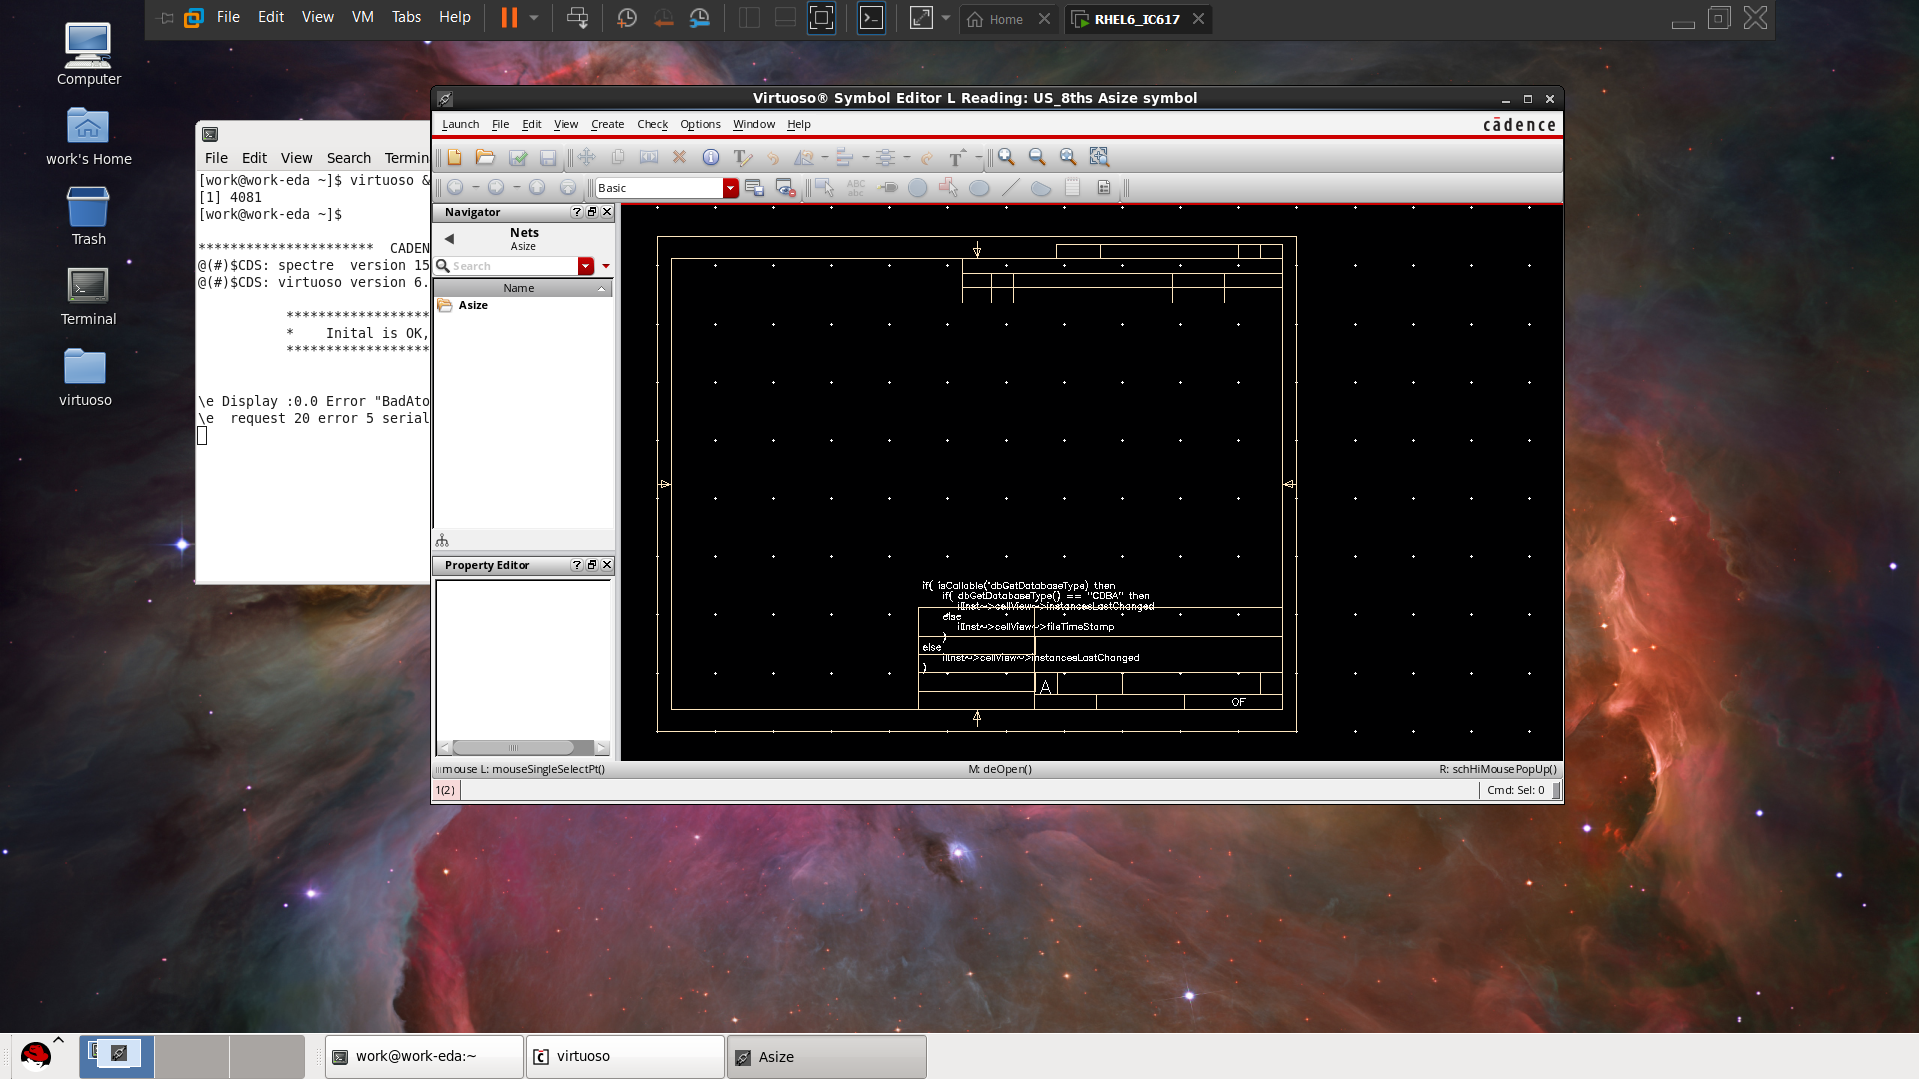 File Edit View VM Tabs Help
Home
RHEL6_IC617
Computer
work's Home
Trash
Terminal
virtuoso
File Edit View Search Termin
[work@work-eda ~]$ virtuoso &
[1] 4081
[work@work-eda ~]$
********************** CADEN
@(#)$CDS: spectre version 15
@(#)$CDS: virtuoso version 6.
******************
* Inital is OK,
******************
\e Display :0.0 Error "BadAto
\e request 20 error 5 serial
Virtuoso® Symbol Editor L Reading: US_8ths Asize symbol
Launch File Edit View Create Check Options Window Help
cādence
Basic
ABC
abc
Navigator
Nets
Asize
Search
Name
Asize
Property Editor
if( isCallable("dbGetDatabaseType) then
if( dbGetDatabaseType() == "CDBA" then
ilInst~>cellView~>instancesLastChanged
else
ilInst~>cellView~>fileTimeStamp
)
else
ilInst~>cellView~>instancesLastChanged
)
A
OF
mouse L: mouseSingleSelectPt()
M: deOpen()
R: schHiMousePopUp()
1(2)
Cmd: Sel: 0
work@work-eda:~
virtuoso
Asize